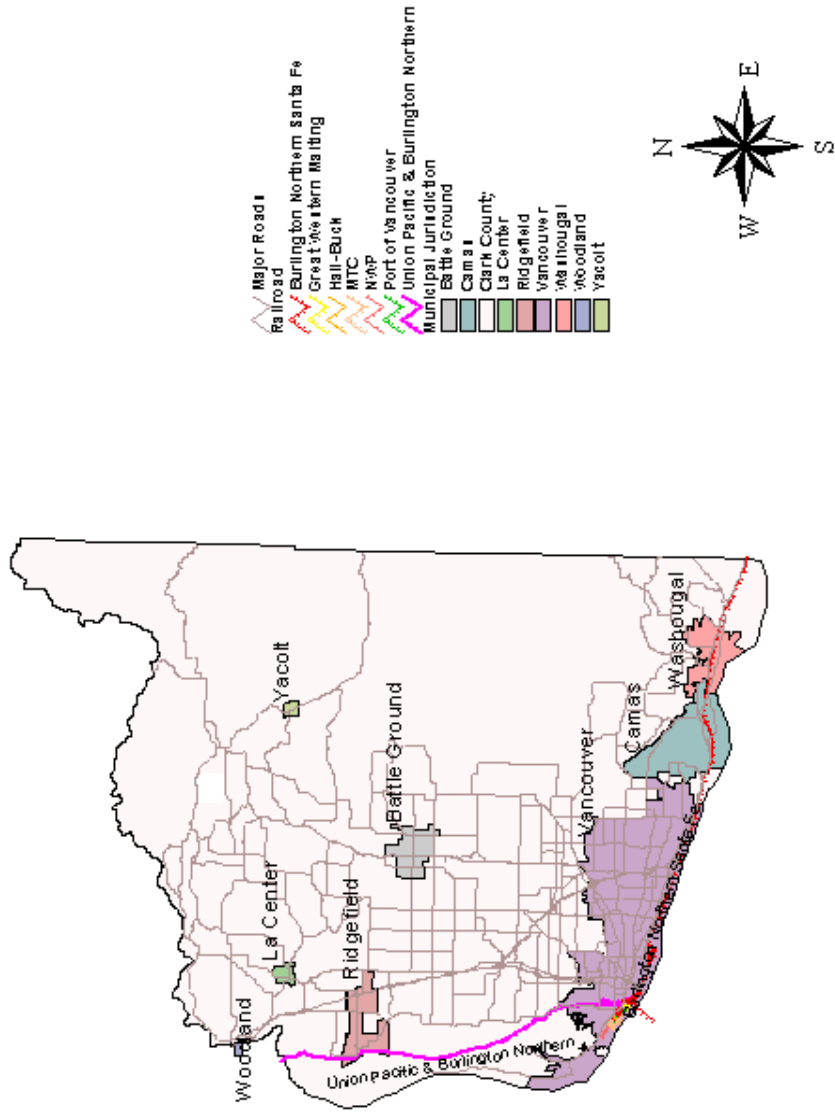 Woodland
La Center
Yacolt
Ridgefield
Battle Ground
Union Pacific & Burlington Northern
Vancouver
Camas
Washougal
Burlington Northern Santa Fe
Major Roads
Railroad
Burlington Northern Santa Fe
Great Western Malting
Hall-Buck
MTC
NWP
Port of Vancouver
Union Pacific & Burlington Northern
Municipal Jurisdiction
Battle Ground
Camas
Clark County;
La Center
Ridgefield
Vancouver
Washougal
Woodland
Yacolt
N
W E
S